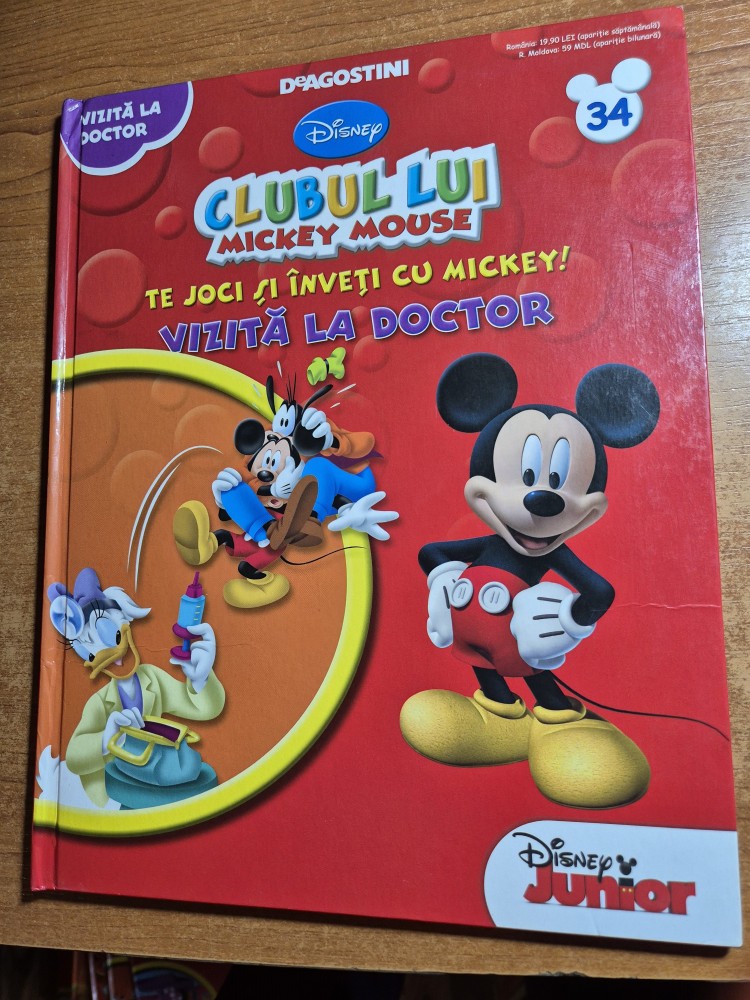 România: 19,90 LEI (apariție săptămânală)
R. Moldova: 59 MDL (apariție bilunară)
DeAGOSTINI
VIZITĂ LA
DOCTOR
34
Disney
CLUBUL LUI
MICKEY MOUSE
TE JOCI ȘI ÎNVEȚI CU MICKEY!
VIZITĂ LA DOCTOR
Disney
Junior